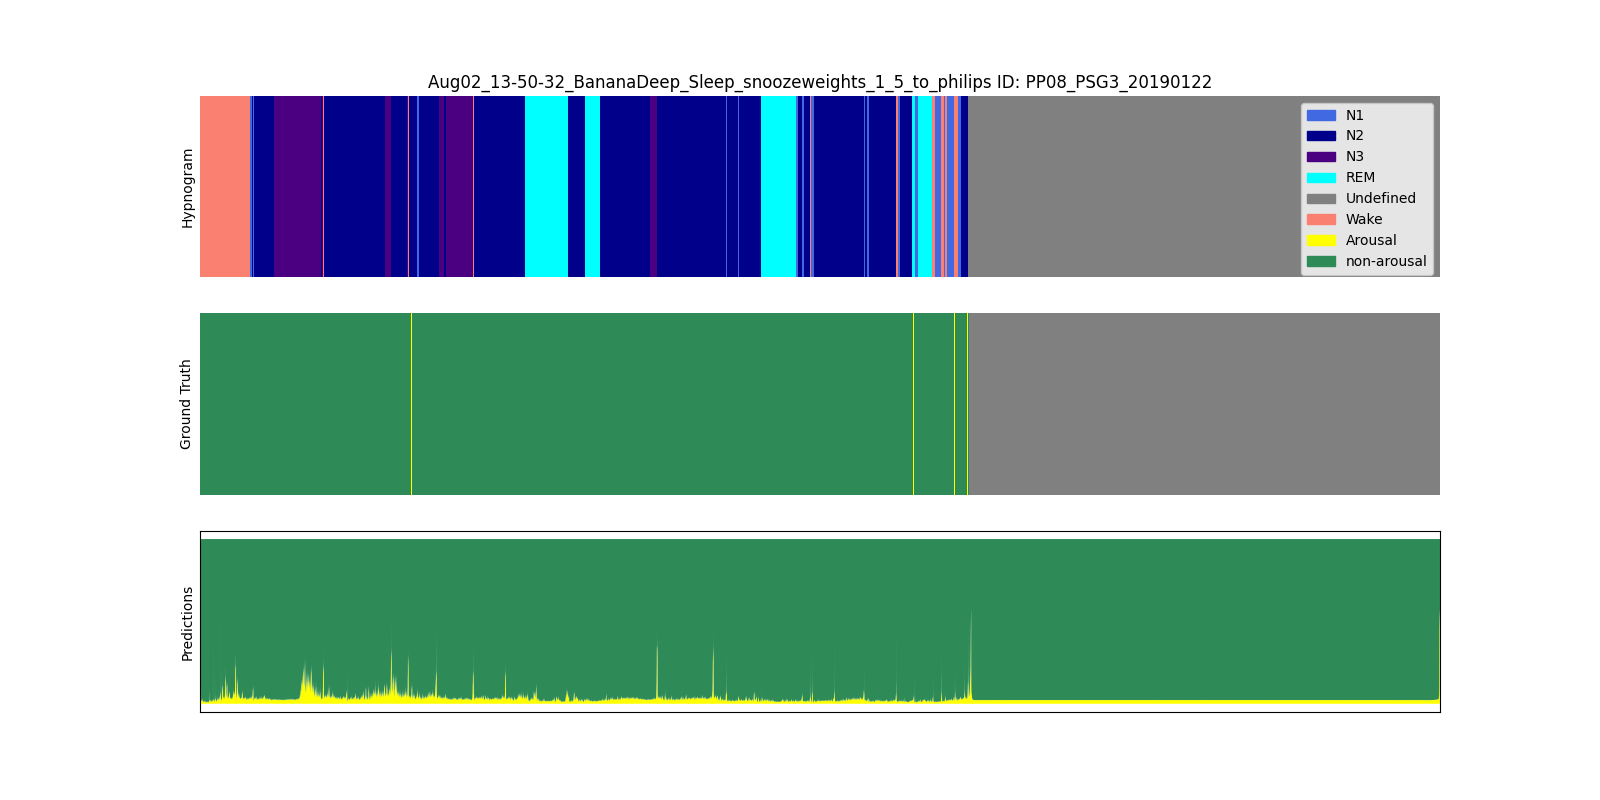 Aug02_13-50-32_BananaDeep_Sleep_snoozeweights_1_5_to_philips ID: PP08_PSG3_20190122
Hypnogram
N1
N2
N3
REM
Undefined
Wake
Arousal
non-arousal
Ground Truth
Predictions